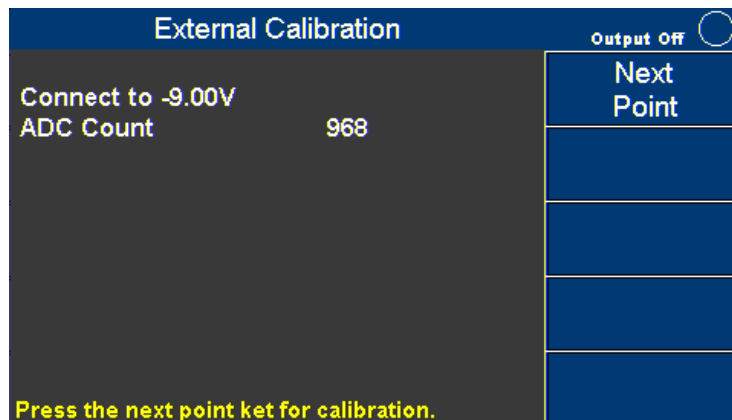 External Calibration
Output Off
Next
Point
Connect to -9.00V
ADC Count 968
Press the next point ket for calibration.